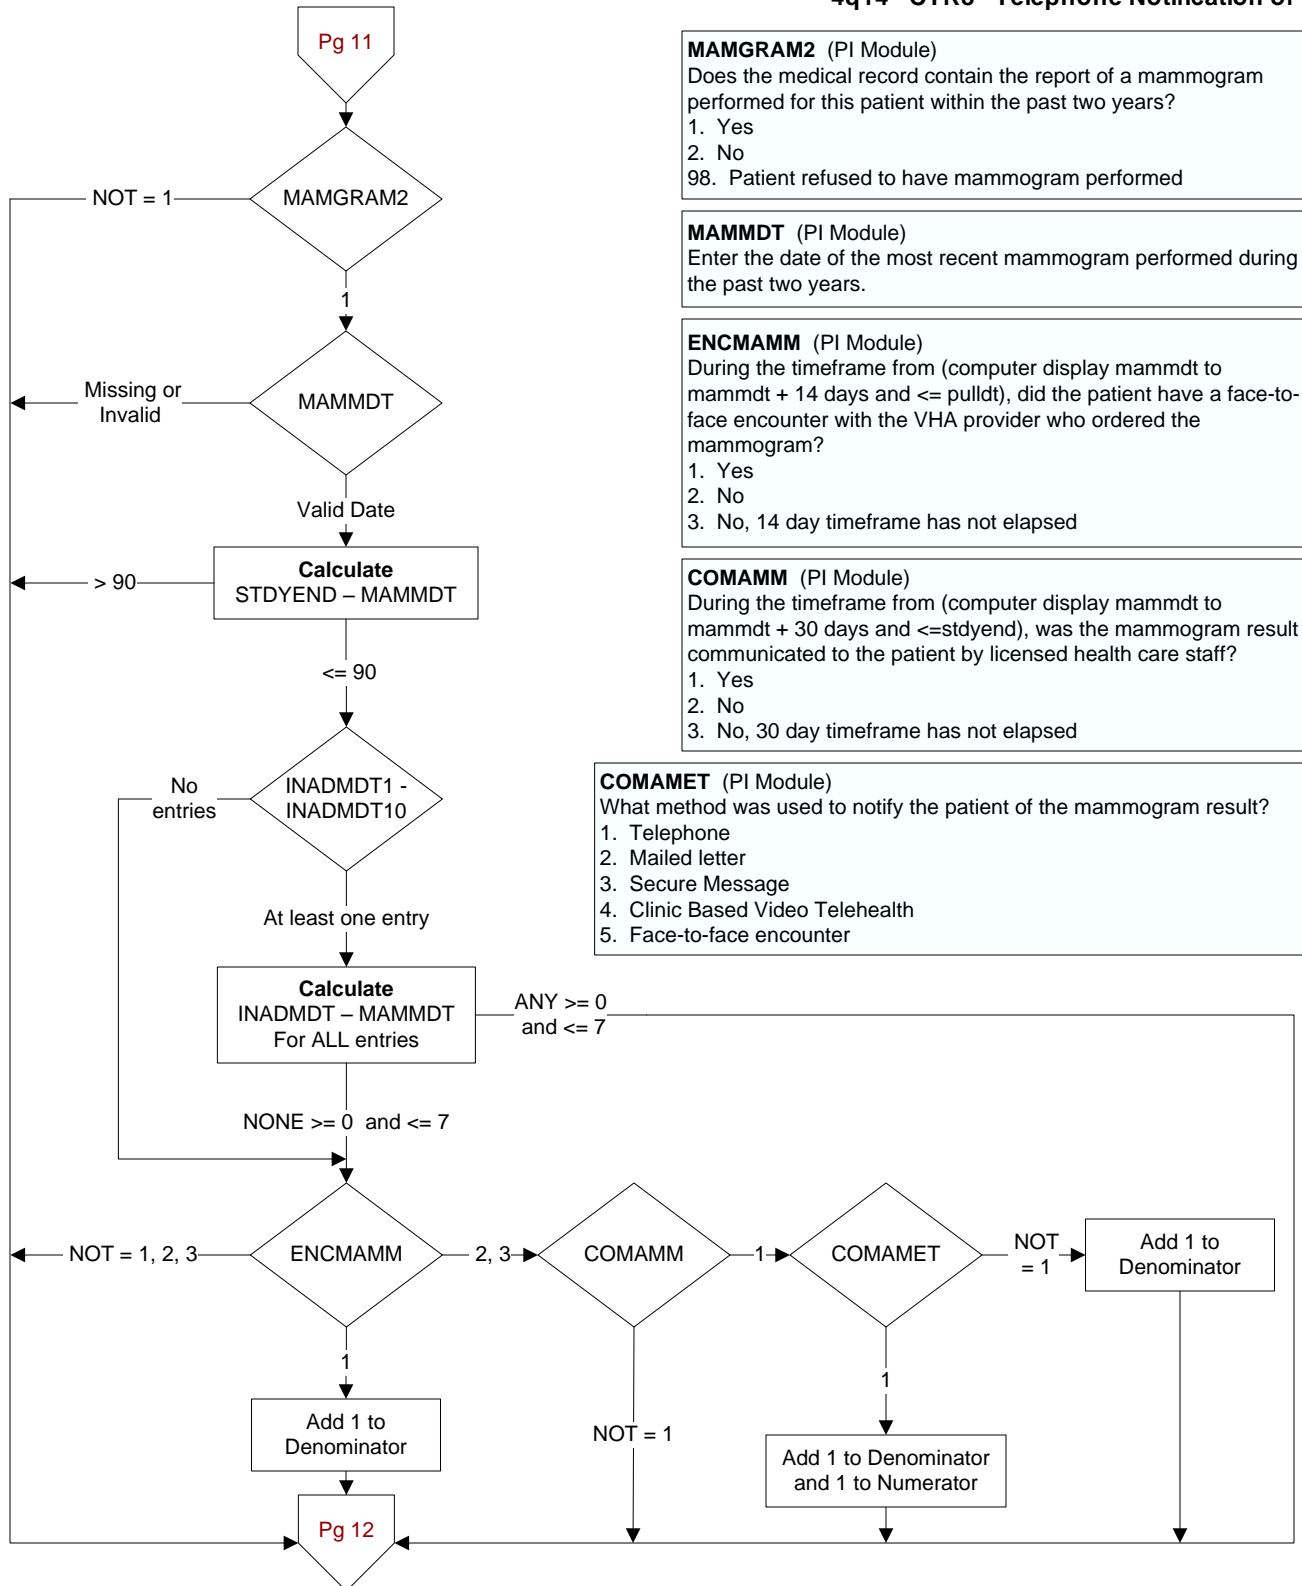 4q14 - CTR8 - Telephone Notification of
Pg 11
MAMGRAM2 (PI Module)
Does the medical record contain the report of a mammogram
performed for this patient within the past two years?
1. Yes
2. No
98. Patient refused to have mammogram performed
NOT = 1
MAMGRAM2
1
MAMMDT (PI Module)
Enter the date of the most recent mammogram performed during
the past two years.
Missing or
Invalid
MAMMDT
Valid Date
ENCMAMM (PI Module)
During the timeframe from (computer display mammdt to
mammdt + 14 days and <= pulldt), did the patient have a face-to-
face encounter with the VHA provider who ordered the
mammogram?
1. Yes
2. No
3. No, 14 day timeframe has not elapsed
> 90
Calculate
STDYEND – MAMMDT
<= 90
COMAMM (PI Module)
During the timeframe from (computer display mammdt to
mammdt + 30 days and <=stdyend), was the mammogram result
communicated to the patient by licensed health care staff?
1. Yes
2. No
3. No, 30 day timeframe has not elapsed
No
entries
INADMDT1 -
INADMDT10
At least one entry
COMAMET (PI Module)
What method was used to notify the patient of the mammogram result?
1. Telephone
2. Mailed letter
3. Secure Message
4. Clinic Based Video Telehealth
5. Face-to-face encounter
Calculate
INADMDT – MAMMDT
For ALL entries
ANY >= 0
and <= 7
NONE >= 0 and <= 7
NOT = 1, 2, 3
ENCMAMM
2, 3
COMAMM
1
COMAMET
NOT
= 1
Add 1 to
Denominator
1
Add 1 to
Denominator
NOT = 1
1
Add 1 to Denominator
and 1 to Numerator
Pg 12